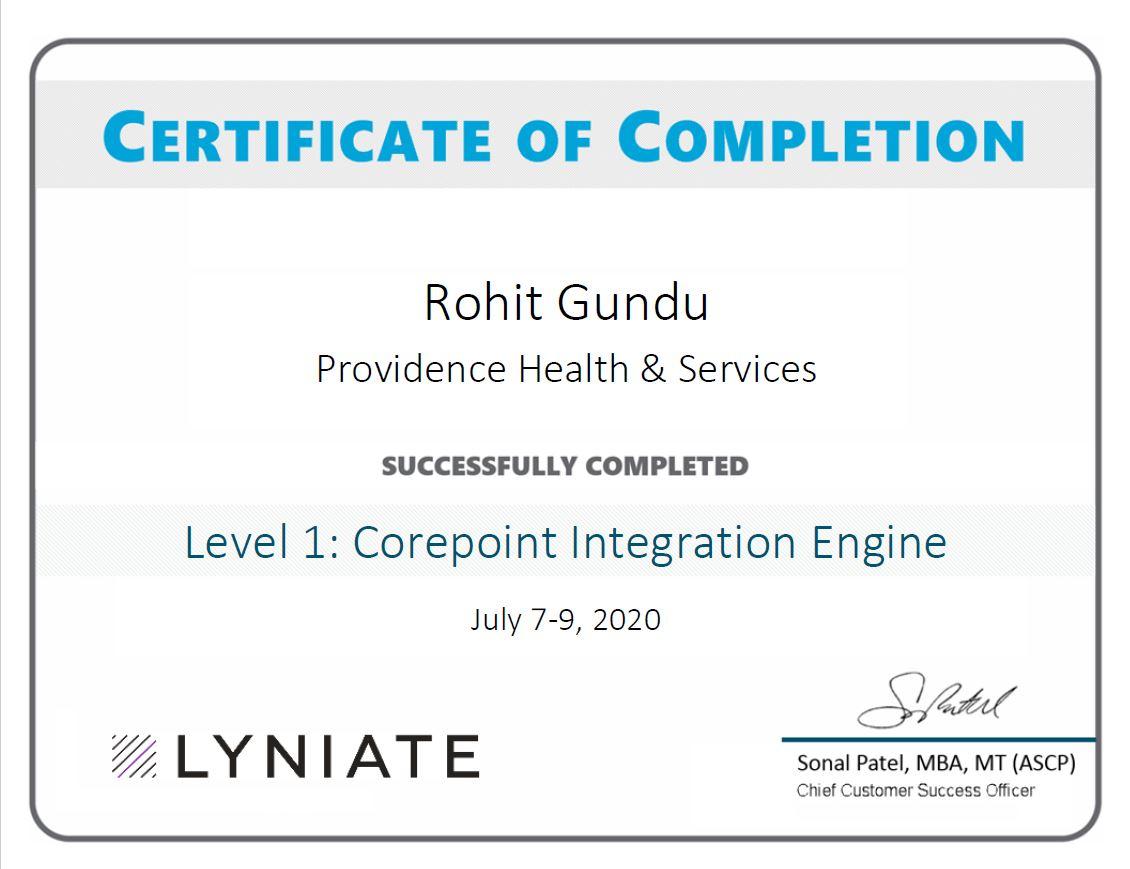 CERTIFICATE OF COMPLETION
Rohit Gundu
Providence Health & Services
SUCCESSFULLY COMPLETED
Level 1: Corepoint Integration Engine
July 7-9, 2020
LYNIATE
Sonal Patel, MBA, MT (ASCP)
Chief Customer Success Officer